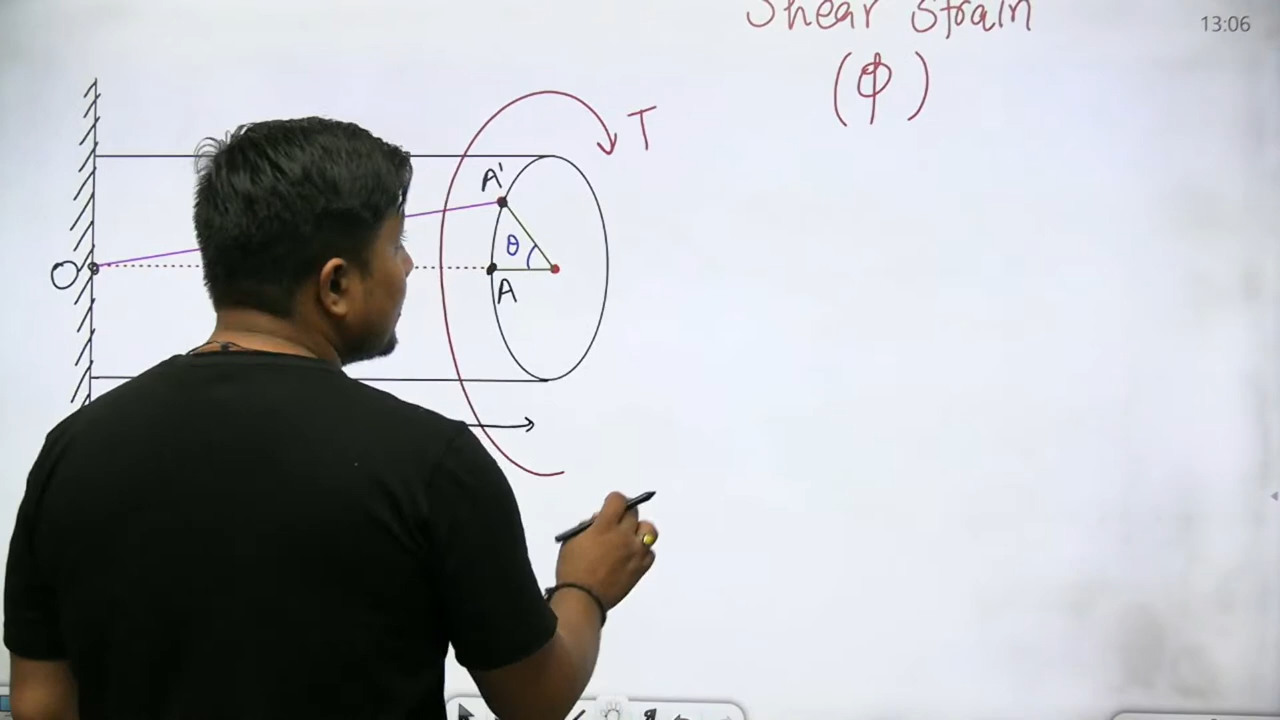 Shear Strain
(Φ)
13:06
T
A'
θ
O
A